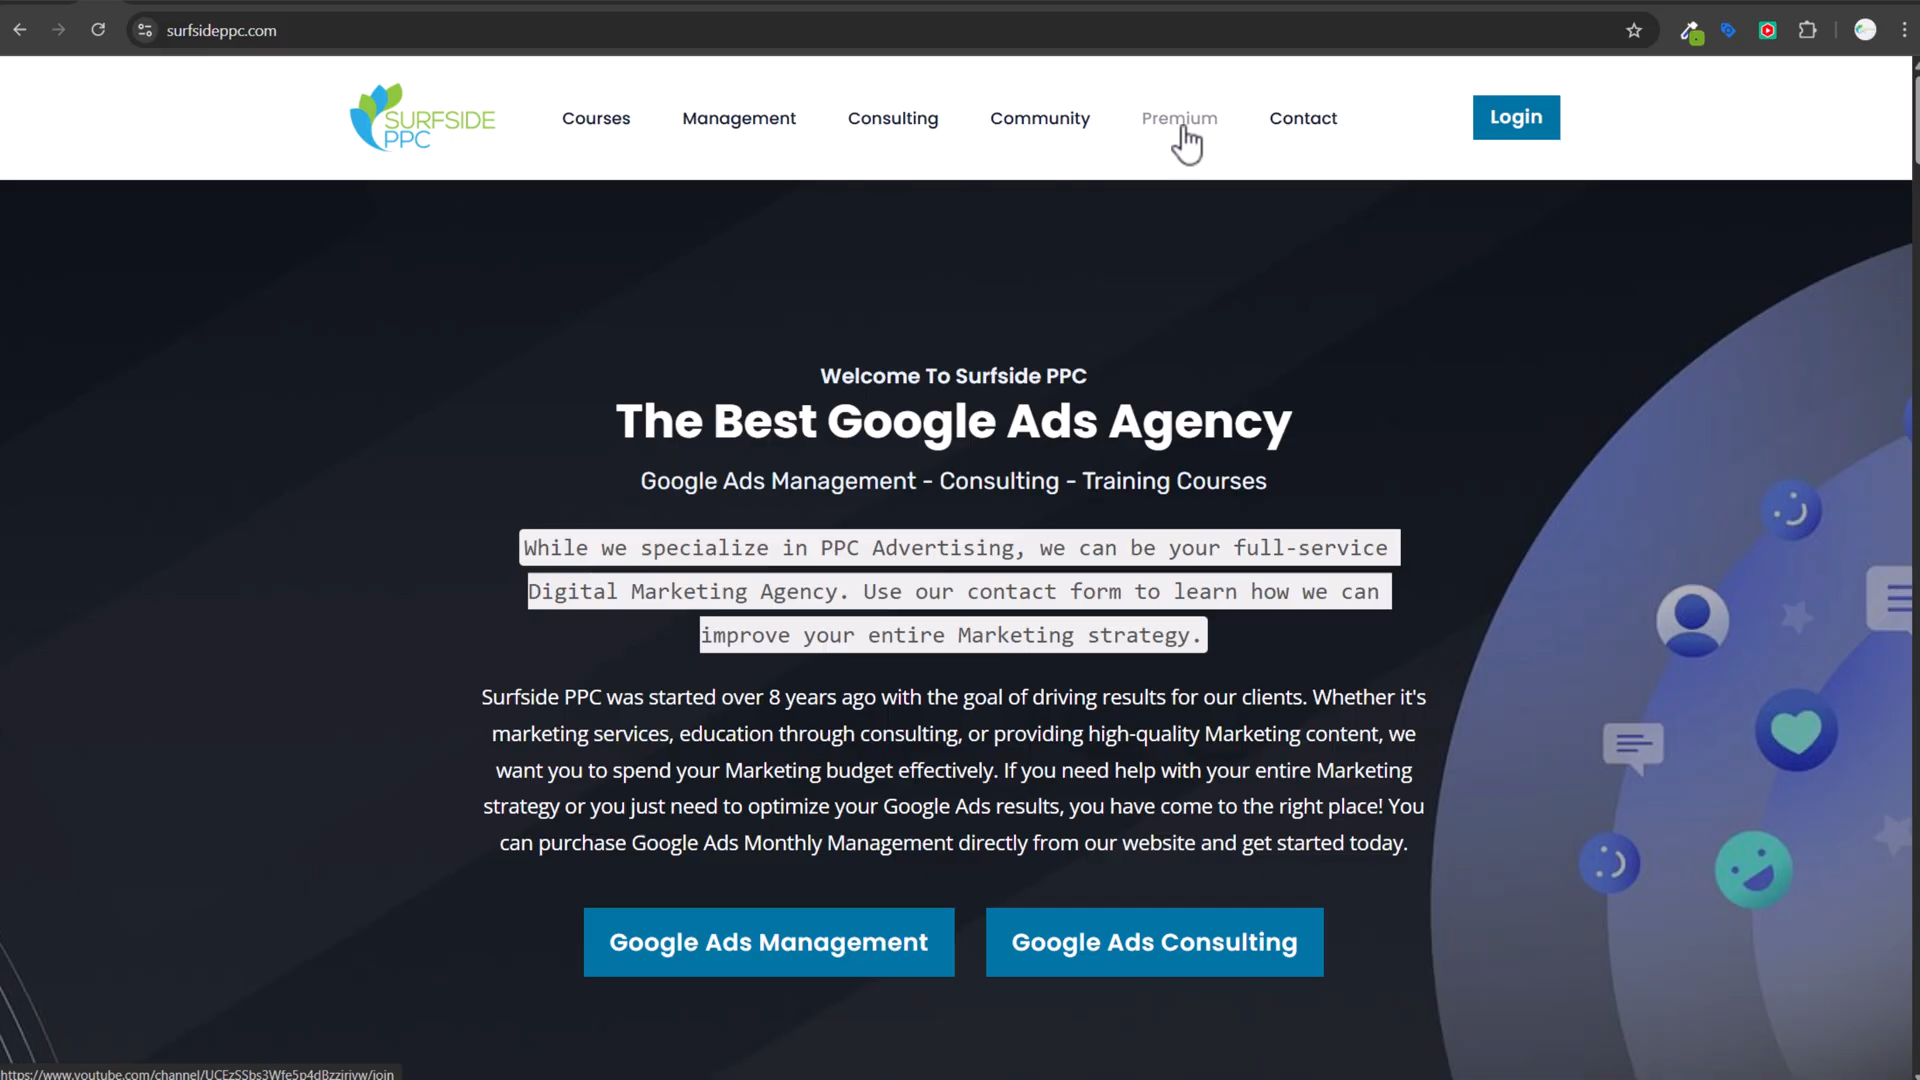 surfsideppc.com
SURFSIDE
PPC
Courses
Management
Consulting
Community
Premium
Contact
Login
Welcome To Surfside PPC
The Best Google Ads Agency
Google Ads Management - Consulting - Training Courses
While we specialize in PPC Advertising, we can be your full-service
Digital Marketing Agency. Use our contact form to learn how we can
improve your entire Marketing strategy.
Surfside PPC was started over 8 years ago with the goal of driving results for our clients. Whether it's
marketing services, education through consulting, or providing high-quality Marketing content, we
want you to spend your Marketing budget effectively. If you need help with your entire Marketing
strategy or you just need to optimize your Google Ads results, you have come to the right place! You
can purchase Google Ads Monthly Management directly from our website and get started today.
Google Ads Management
Google Ads Consulting